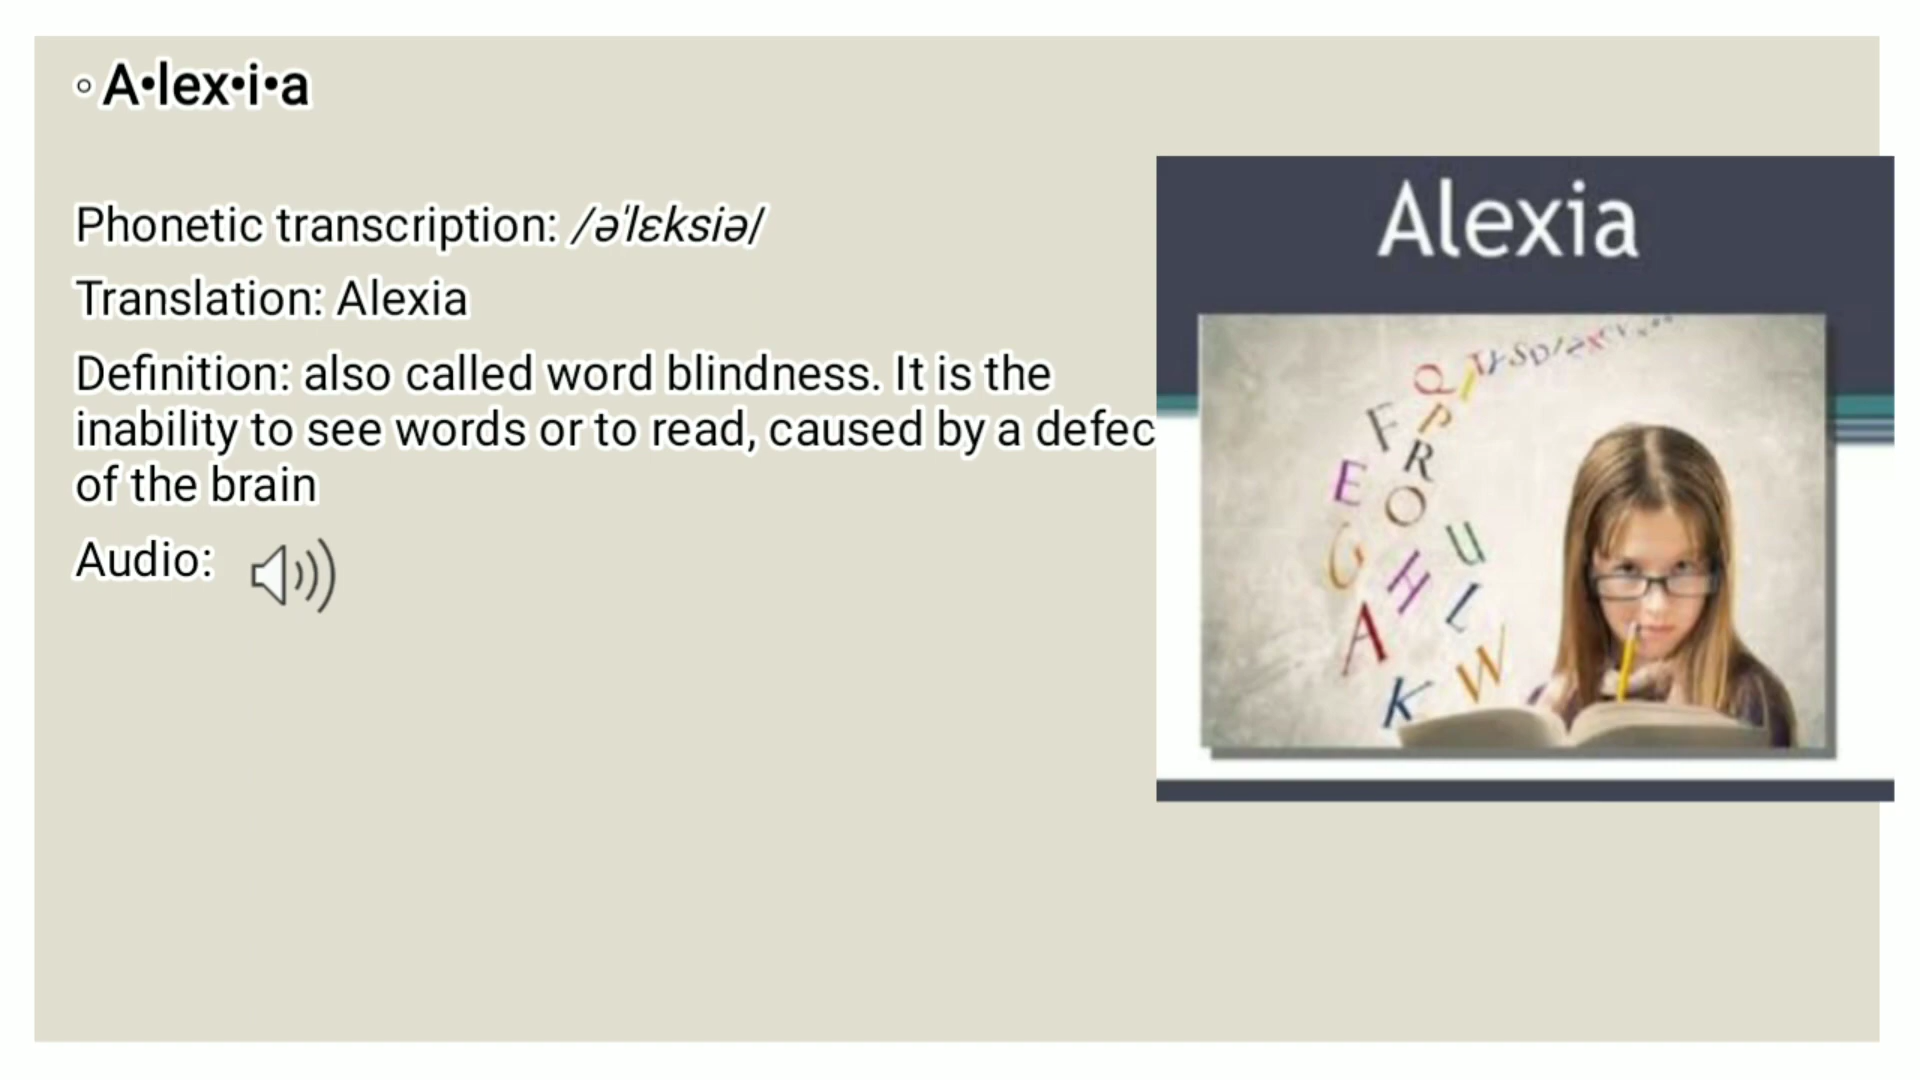 ◦ A•lex•i•a
Phonetic transcription: /əˈlɛksiə/
Translation: Alexia
Definition: also called word blindness. It is the
inability to see words or to read, caused by a defec
of the brain
Audio:
Alexia
Q
P
F
R
E
O
G
U
H
L
A
W
K